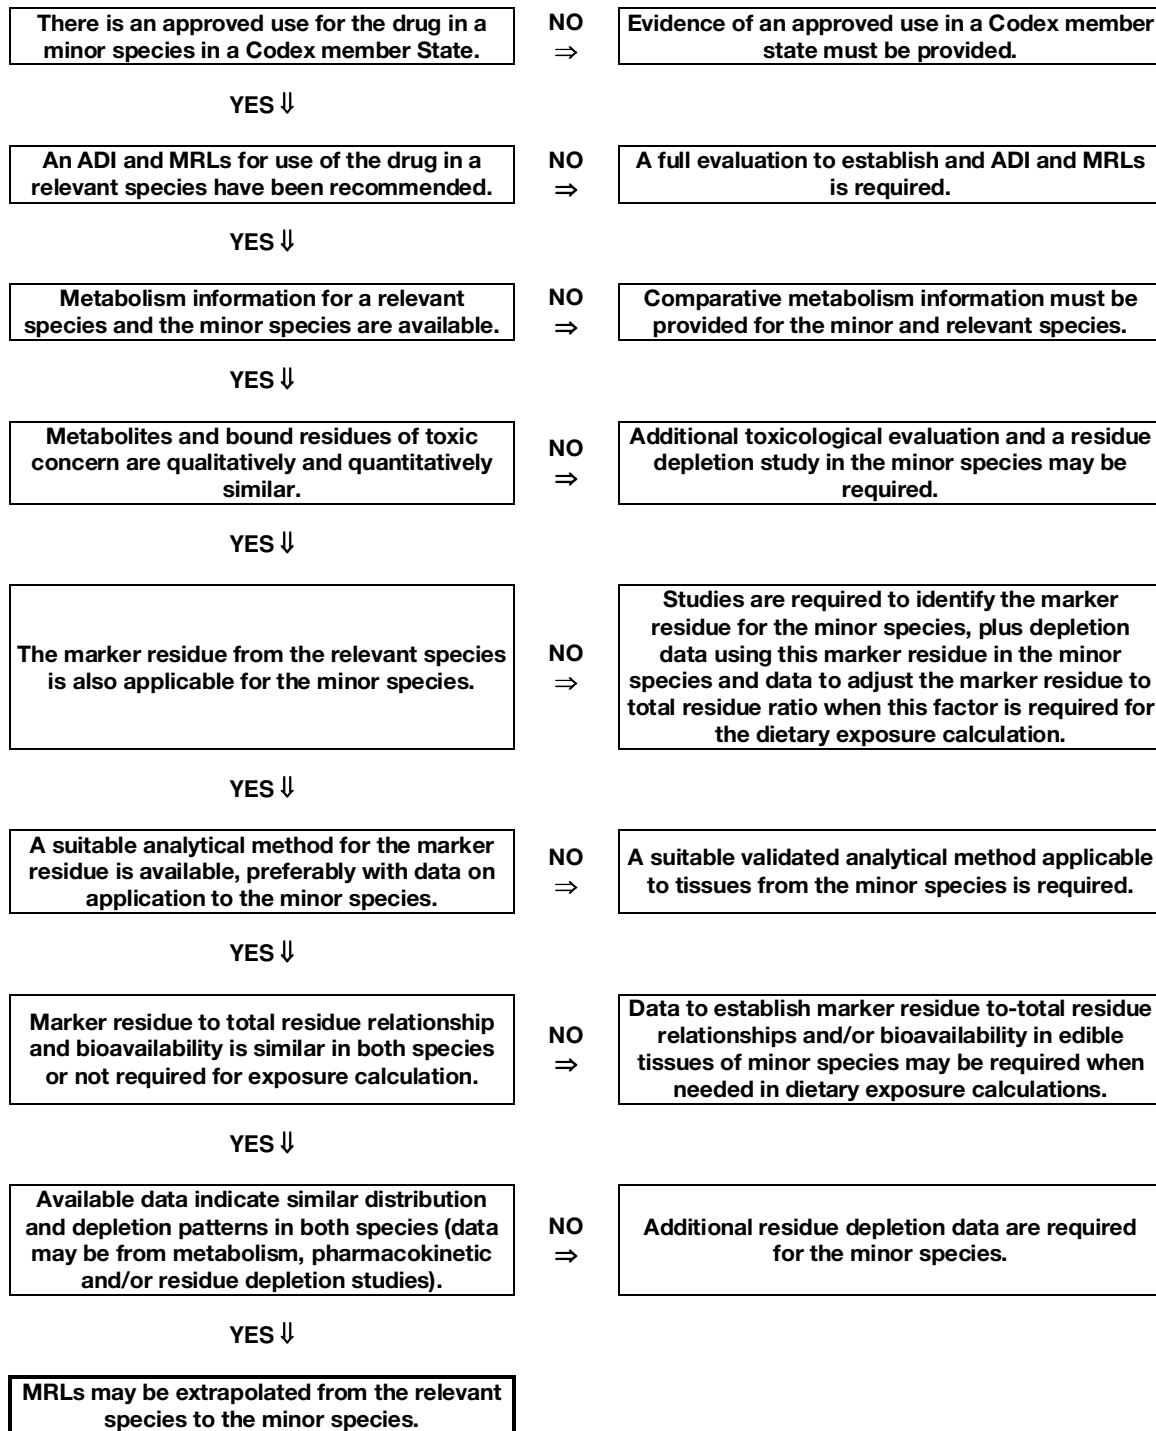 There is an approved use for the drug in a
minor species in a Codex member State.
NO
⇒
Evidence of an approved use in a Codex member
state must be provided.
YES ⇓
An ADI and MRLs for use of the drug in a
relevant species have been recommended.
NO
⇒
A full evaluation to establish and ADI and MRLs
is required.
YES ⇓
Metabolism information for a relevant
species and the minor species are available.
NO
⇒
Comparative metabolism information must be
provided for the minor and relevant species.
YES ⇓
Metabolites and bound residues of toxic
concern are qualitatively and quantitatively
similar.
NO
⇒
Additional toxicological evaluation and a residue
depletion study in the minor species may be
required.
YES ⇓
The marker residue from the relevant species
is also applicable for the minor species.
NO
⇒
Studies are required to identify the marker
residue for the minor species, plus depletion
data using this marker residue in the minor
species and data to adjust the marker residue to
total residue ratio when this factor is required for
the dietary exposure calculation.
YES ⇓
A suitable analytical method for the marker
residue is available, preferably with data on
application to the minor species.
NO
⇒
A suitable validated analytical method applicable
to tissues from the minor species is required.
YES ⇓
Marker residue to total residue relationship
and bioavailability is similar in both species
or not required for exposure calculation.
NO
⇒
Data to establish marker residue to-total residue
relationships and/or bioavailability in edible
tissues of minor species may be required when
needed in dietary exposure calculations.
YES ⇓
Available data indicate similar distribution
and depletion patterns in both species (data
may be from metabolism, pharmacokinetic
and/or residue depletion studies).
NO
⇒
Additional residue depletion data are required
for the minor species.
YES ⇓
MRLs may be extrapolated from the relevant
species to the minor species.